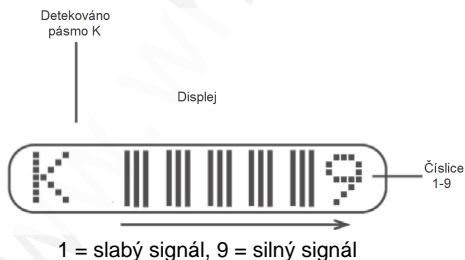 Detekováno
pásmo K
Displej
K 9
Číslice
1-9
1 = slabý signál, 9 = silný signál